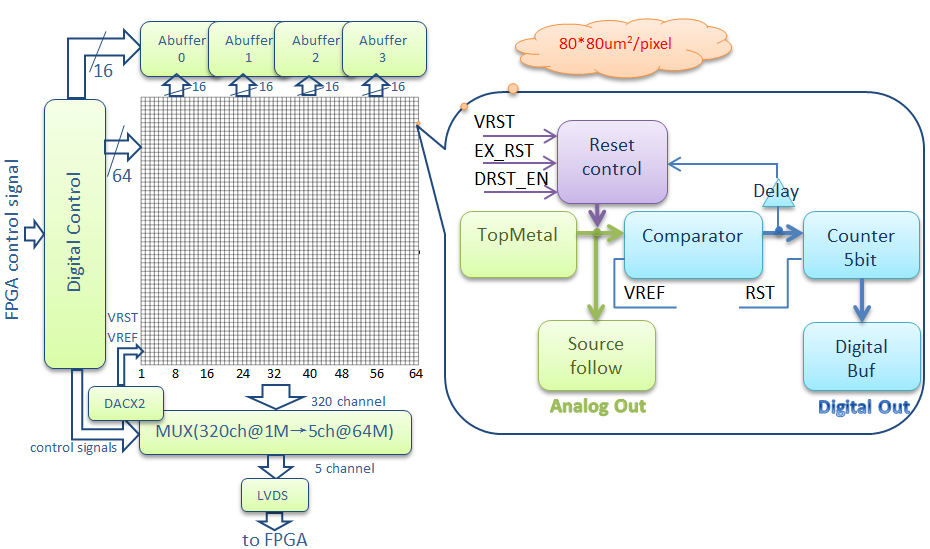 Abuffer
0
Abuffer
1
Abuffer
2
Abuffer
3
80*80um²/pixel
16
16
16
16
16
64
FPGA control signal
Digital Control
VRST
VREF
1 8 16 24 32 40 48 56 64
DACX2
320 channel
MUX(320ch@1M→5ch@64M)
control signals
5 channel
LVDS
to FPGA
VRST
EX_RST
DRST_EN
Reset
control
Delay
TopMetal
Comparator
Counter
5bit
VREF
RST
Source
follow
Digital
Buf
Analog Out
Digital Out